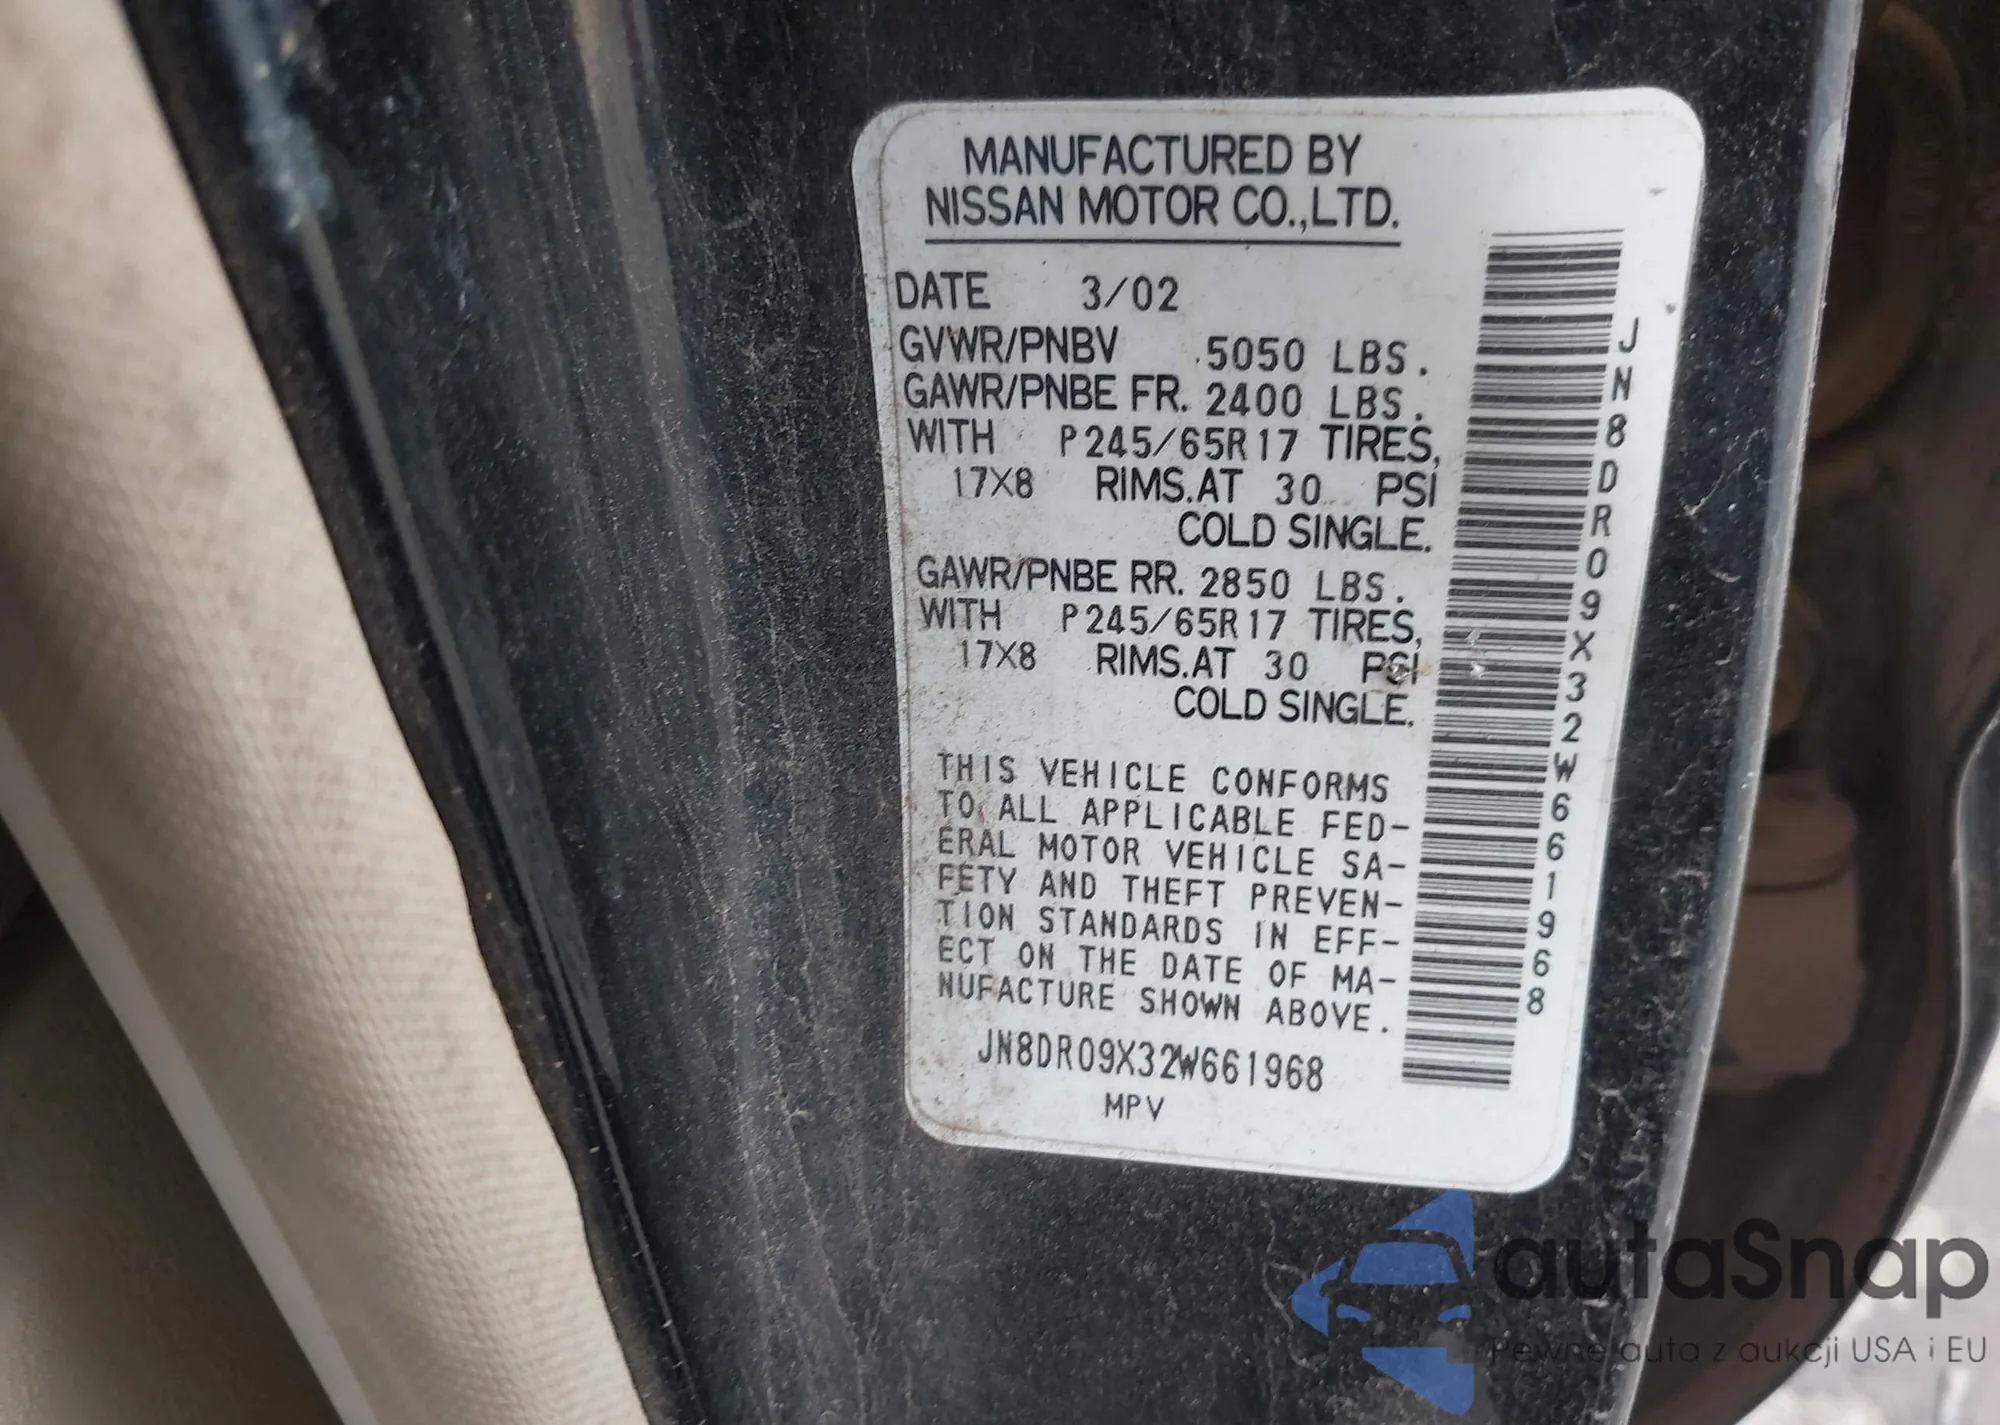 MANUFACTURED BY
NISSAN MOTOR CO.,LTD.
DATE 3/02
GVWR/PNBV 5050 LBS.
GAWR/PNBE FR. 2400 LBS.
WITH P245/65R17 TIRES,
17X8 RIMS.AT 30 PSI
COLD SINGLE.
GAWR/PNBE RR. 2850 LBS.
WITH P245/65R17 TIRES,
17X8 RIMS.AT 30 PSI
COLD SINGLE.
THIS VEHICLE CONFORMS
TO ALL APPLICABLE FED-
ERAL MOTOR VEHICLE SA-
FETY AND THEFT PREVEN-
TION STANDARDS IN EFF-
ECT ON THE DATE OF MA-
NUFACTURE SHOWN ABOVE.
JN8DR09X32W661968
MPV
JN8DR09X32W661968
autaSnap
Pewne auta z aukcji USA i EU